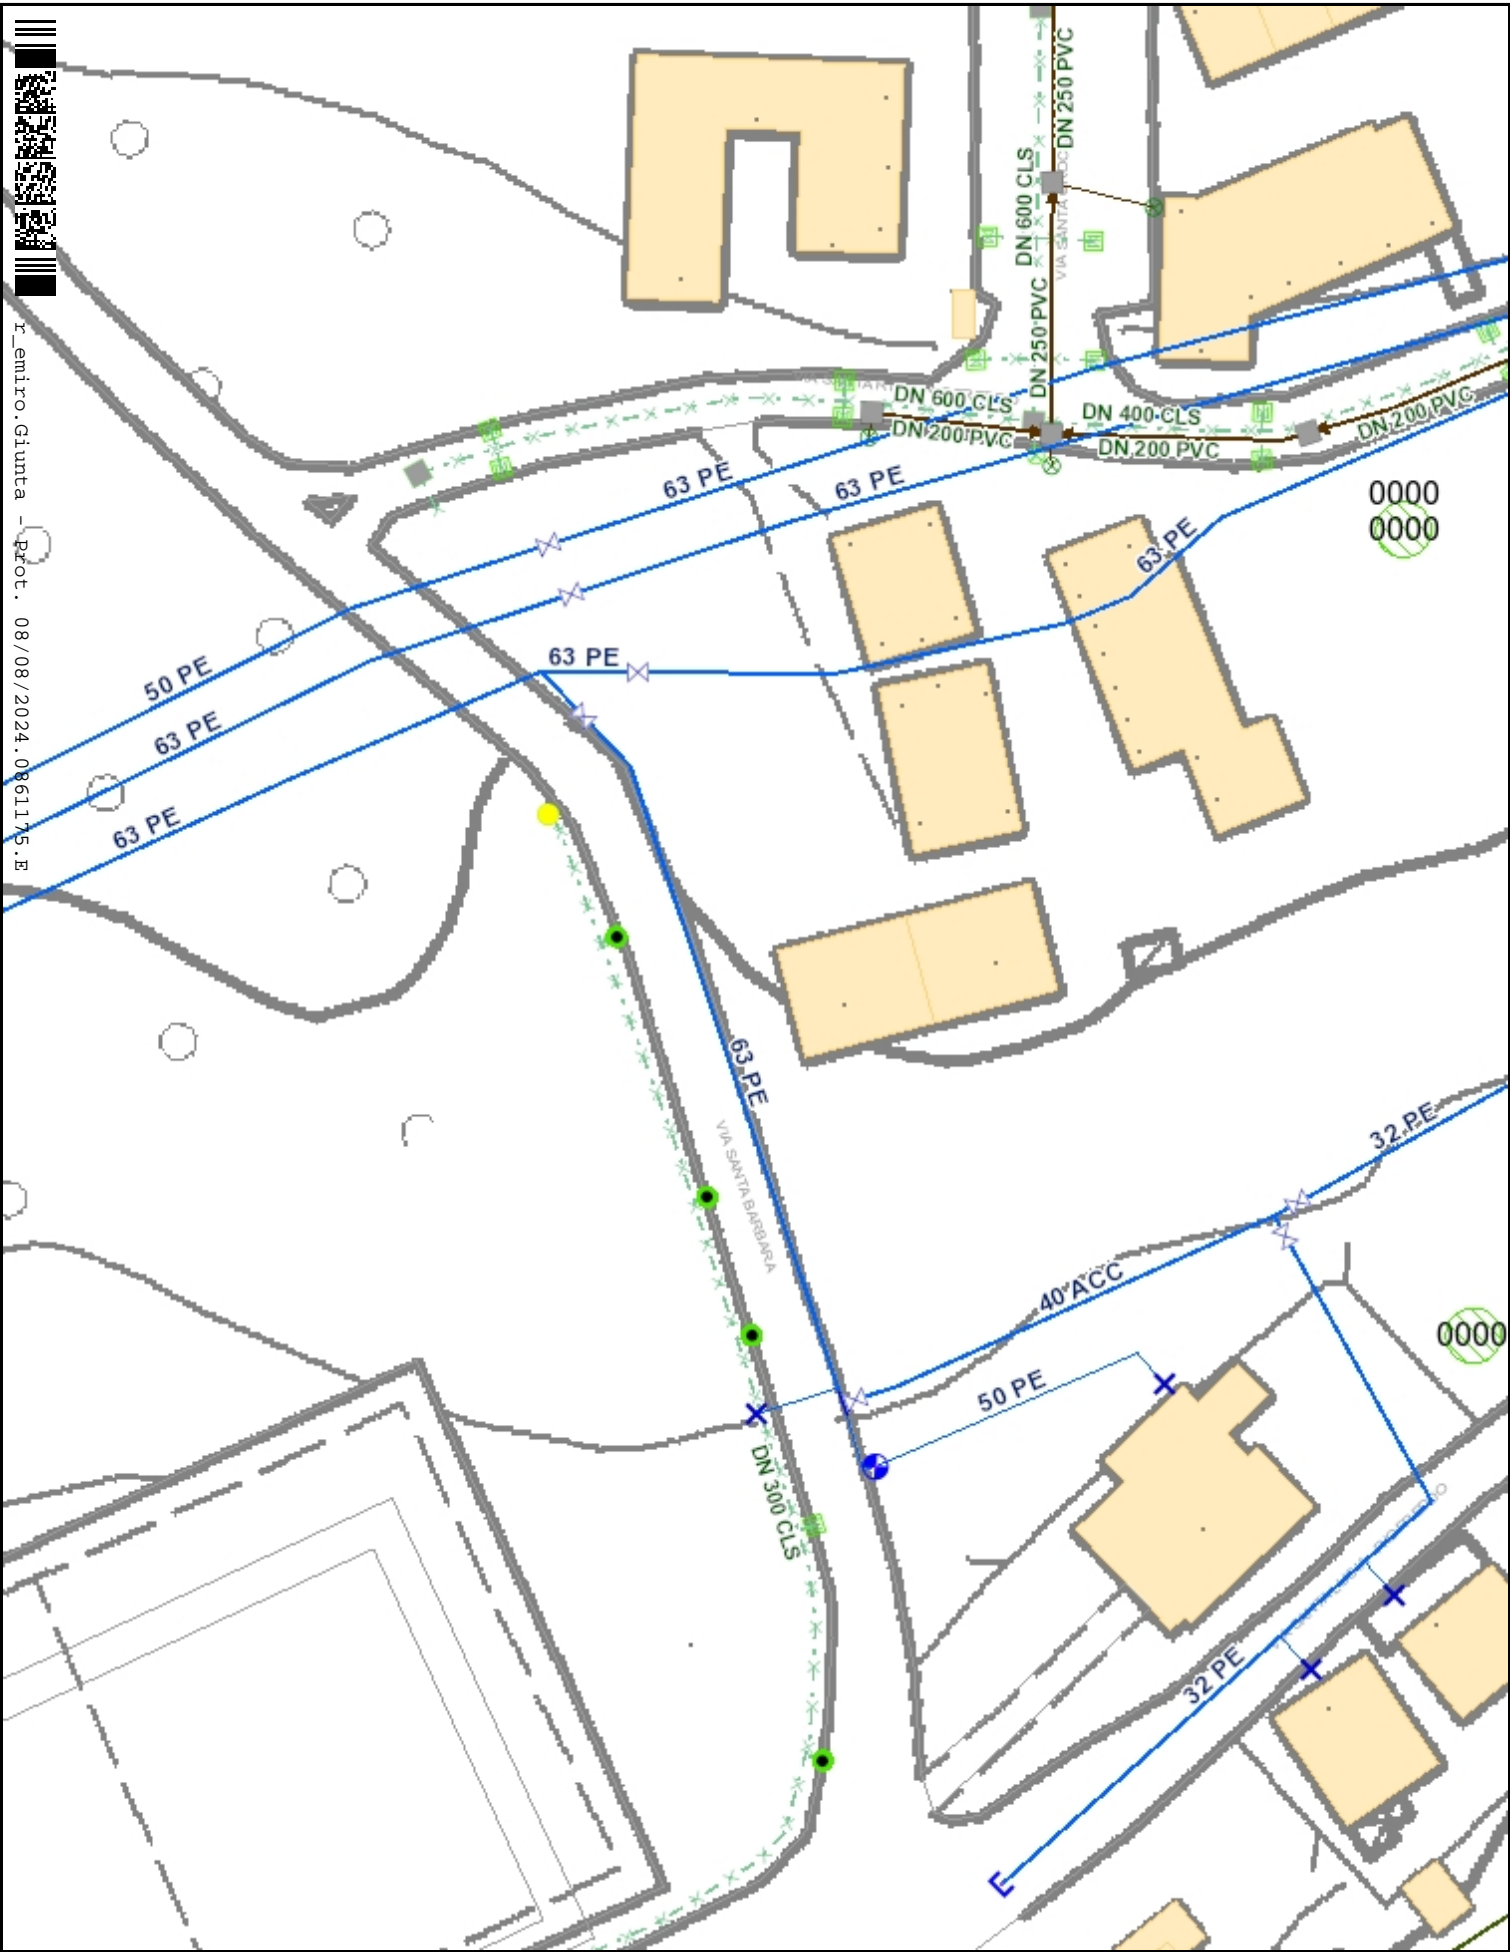 r_emiro.Giunta - Prot. 08/08/2024.0861175.E
DN 250 PVC
DN 600 CLS
VIA SANTA
DN 250 PVC
DN 600 CLS
DN 400 CLS
DN 200 PVC
DN 200 PVC
DN 200 PVC
63 PE
63 PE
0000
0000
63 PE
63 PE
50 PE
63 PE
63 PE
63 PE
32 PE
VIA SANTA BARBARA
40 ACC
0000
50 PE
DN 300 CLS
32 PE
E